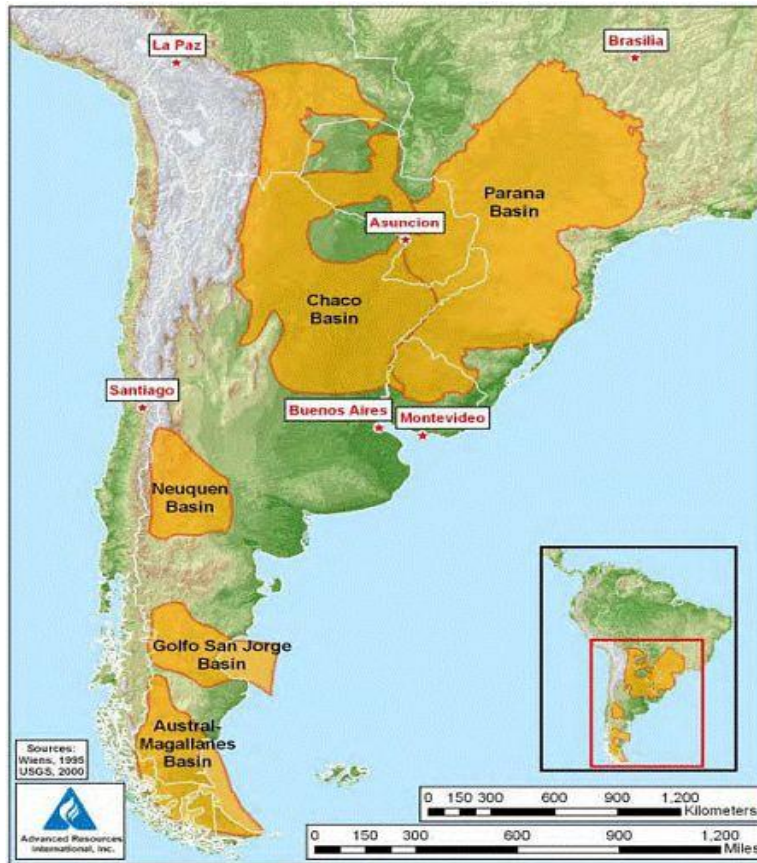 La Paz
Brasilia
Parana
Basin
Asuncion
Chaco
Basin
Santiago
Buenos Aires
Montevideo
Neuquen
Basin
Golfo San Jorge
Basin
Austral-
Magallanes
Basin
Sources:
Wiens, 1995
USGS, 2000
Advanced Resources
International, Inc.
0 150 300 600 900 1,200
Kilometers
0 150 300 600 900 1,200
Miles